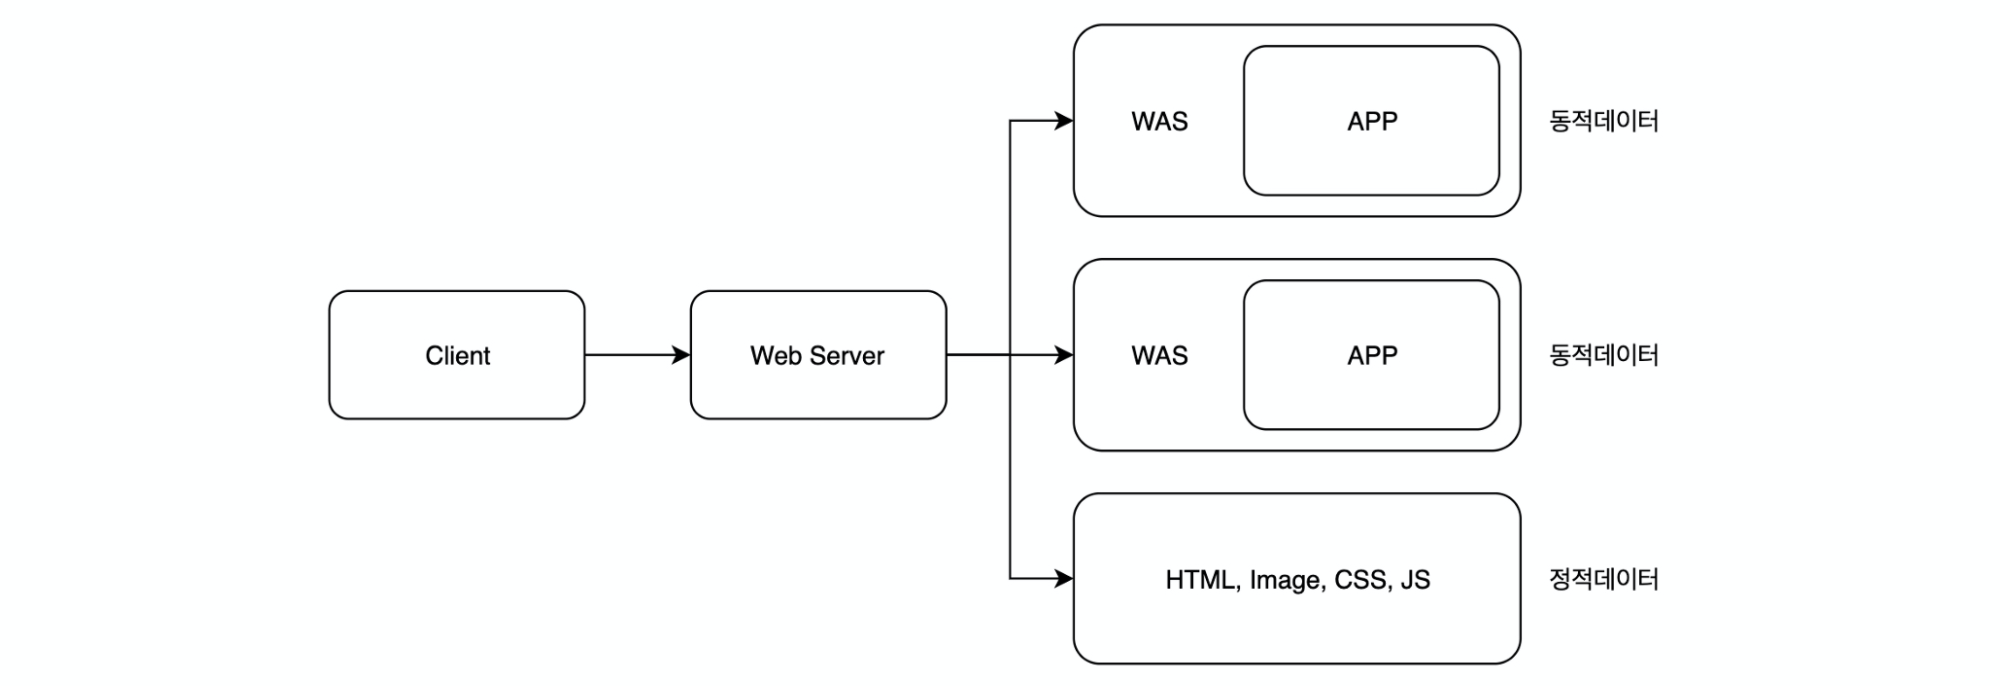 WAS
APP
동적데이터
Client
Web Server
WAS
APP
동적데이터
HTML, Image, CSS, JS
정적데이터